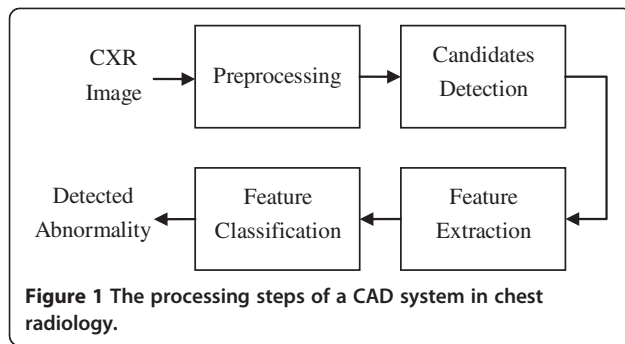 CXR
Image
Preprocessing
Candidates
Detection
Detected
Abnormality
Feature
Classification
Feature
Extraction
Figure 1 The processing steps of a CAD system in chest
radiology.